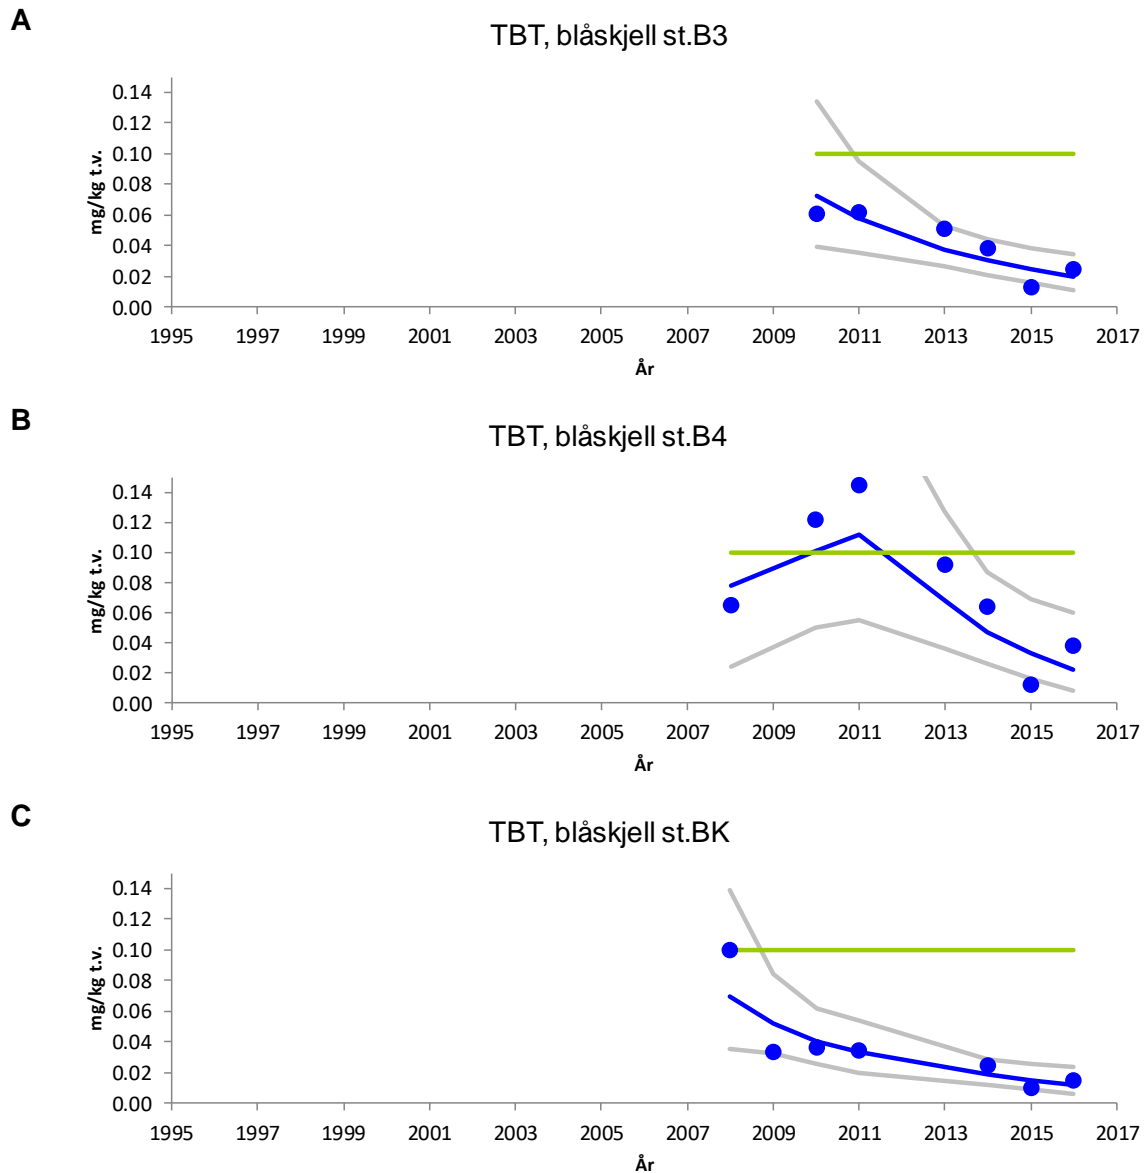 A
TBT, blåskjell st.B3
mg/kg t.v.
0.14
0.12
0.10
0.08
0.06
0.04
0.02
0.00
1995 1997 1999 2001 2003 2005 2007 2009 2011 2013 2015 2017
År
B
TBT, blåskjell st.B4
mg/kg t.v.
0.14
0.12
0.10
0.08
0.06
0.04
0.02
0.00
1995 1997 1999 2001 2003 2005 2007 2009 2011 2013 2015 2017
År
C
TBT, blåskjell st.BK
mg/kg t.v.
0.14
0.12
0.10
0.08
0.06
0.04
0.02
0.00
1995 1997 1999 2001 2003 2005 2007 2009 2011 2013 2015 2017
År